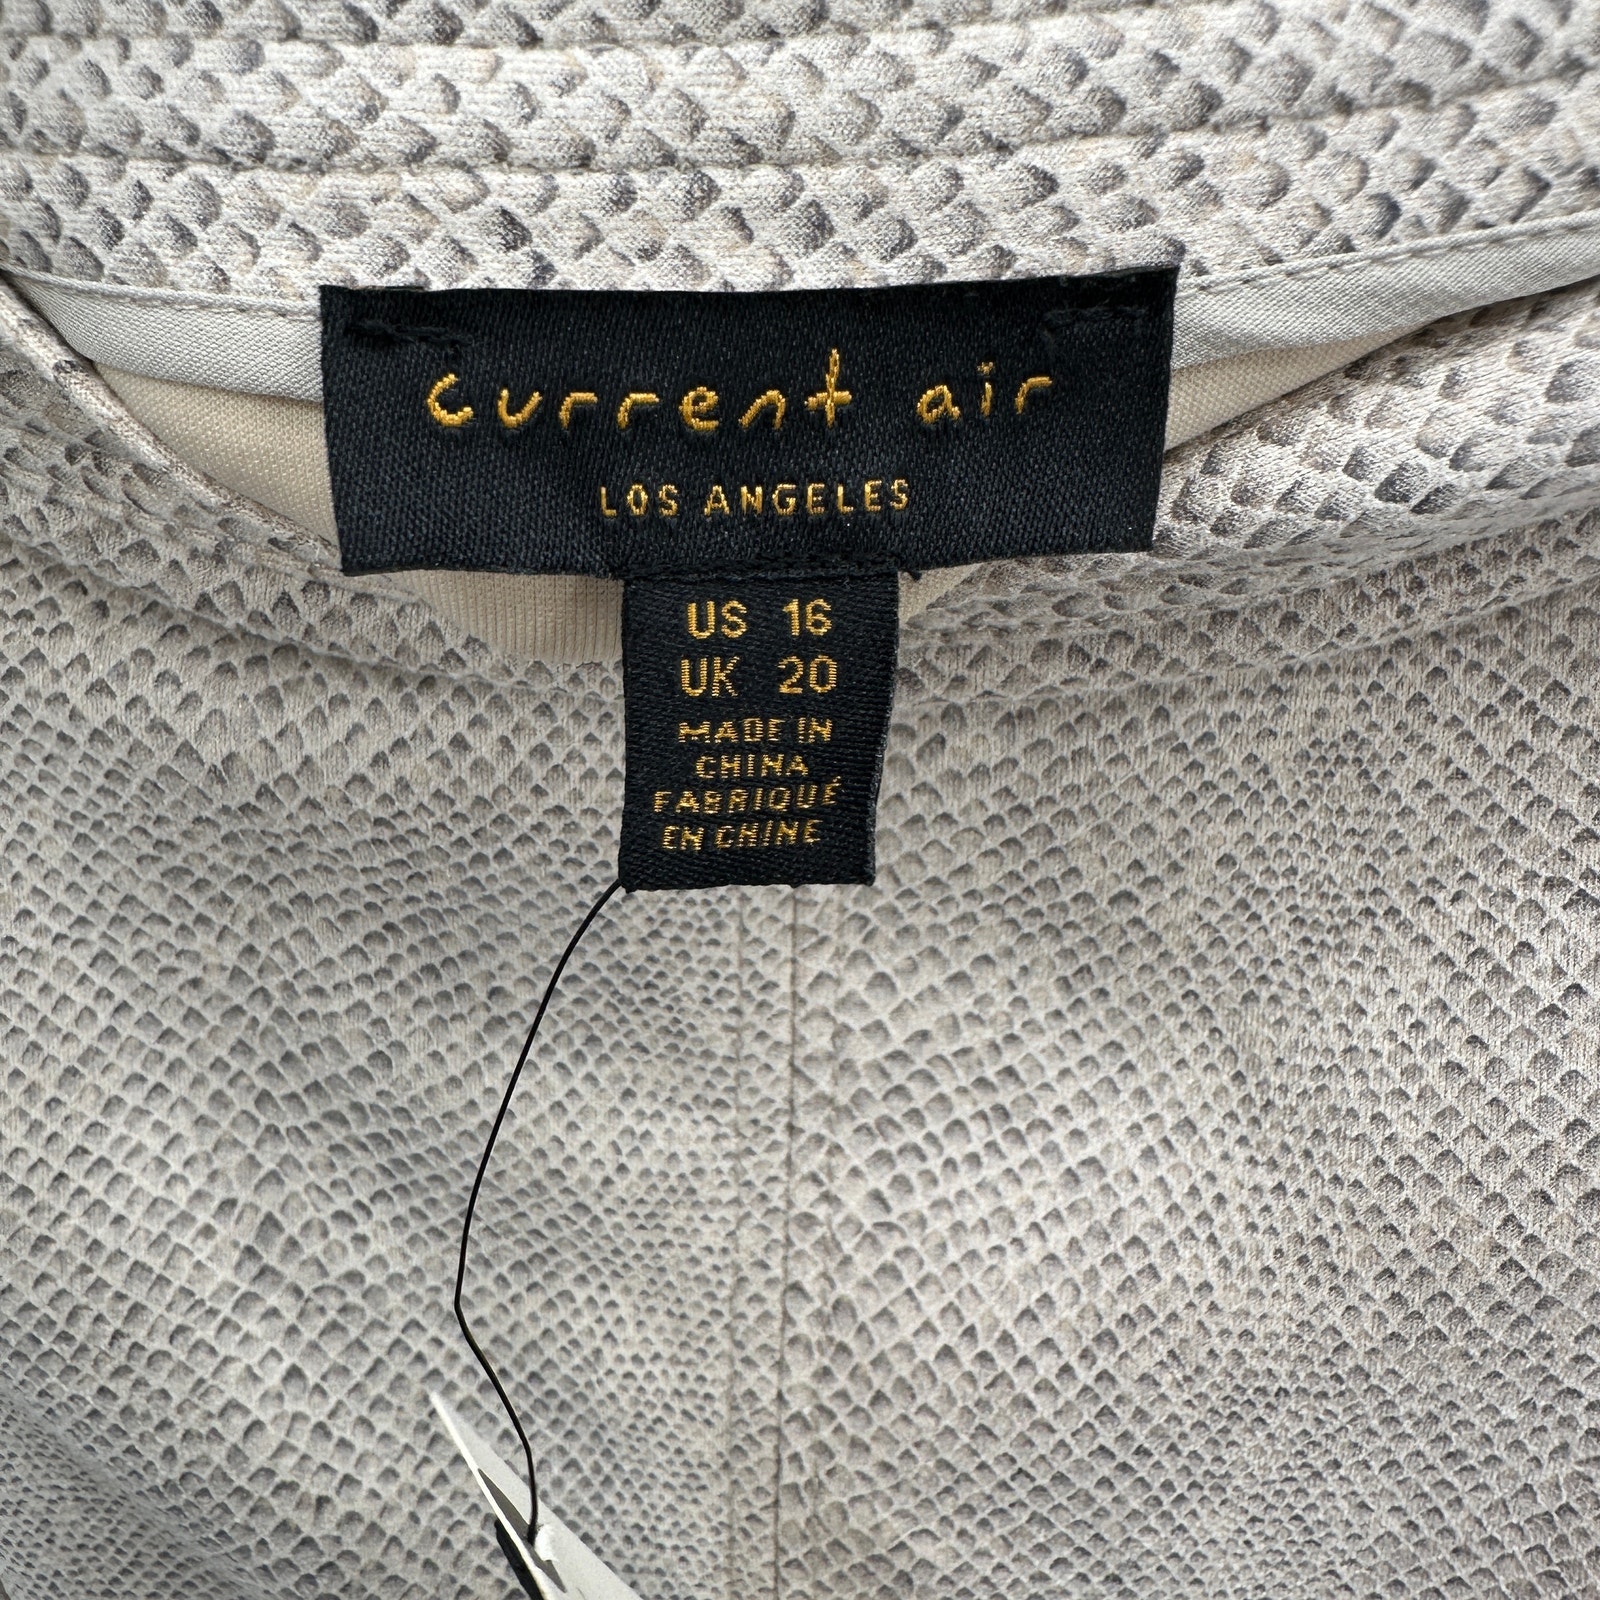 current air
LOS ANGELES
US 16
UK 20
MADE IN
CHINA
FABRIQUÉ
EN CHINE